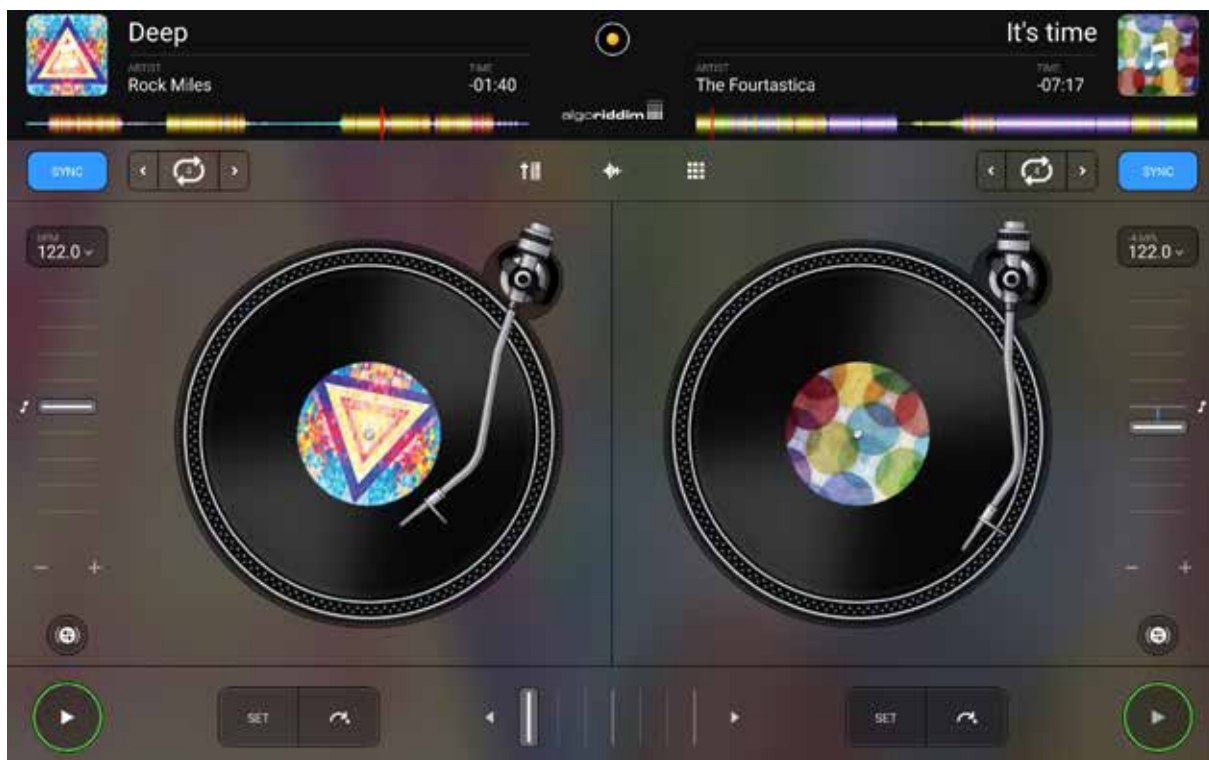 Deep
It's time
ARTIST
TIME
ARTIST
TIME
Rock Miles
-01:40
The Fourtastica
-07:17
algoriddim
SYNC
SYNC
BPM
122.0
122.0
SET
SET